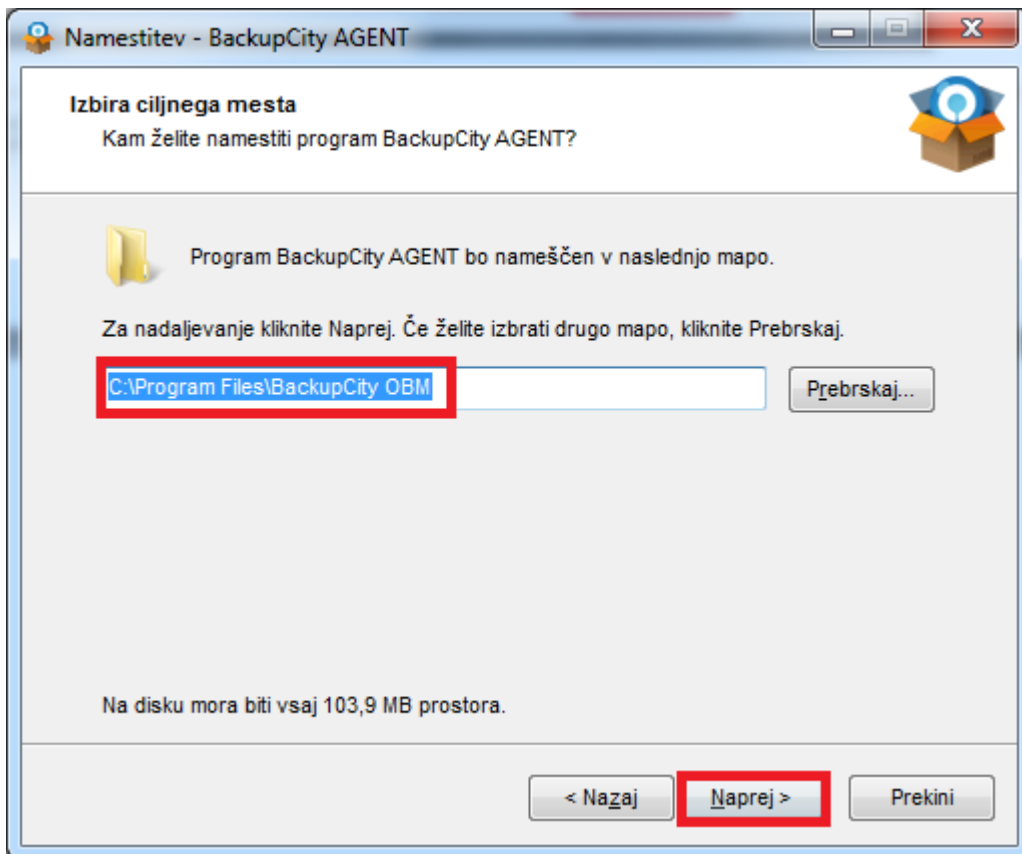 Namestitev - BackupCity AGENT
Izbira ciljnega mesta
Kam želite namestiti program BackupCity AGENT?
Program BackupCity AGENT bo nameščen v naslednjo mapo.
Za nadaljevanje kliknite Naprej. Če želite izbrati drugo mapo, kliknite Prebrskaj.
C:\Program Files\BackupCity OBM
Prebrskaj...
Na disku mora biti vsaj 103,9 MB prostora.
< Nazaj
Naprej >
Prekini